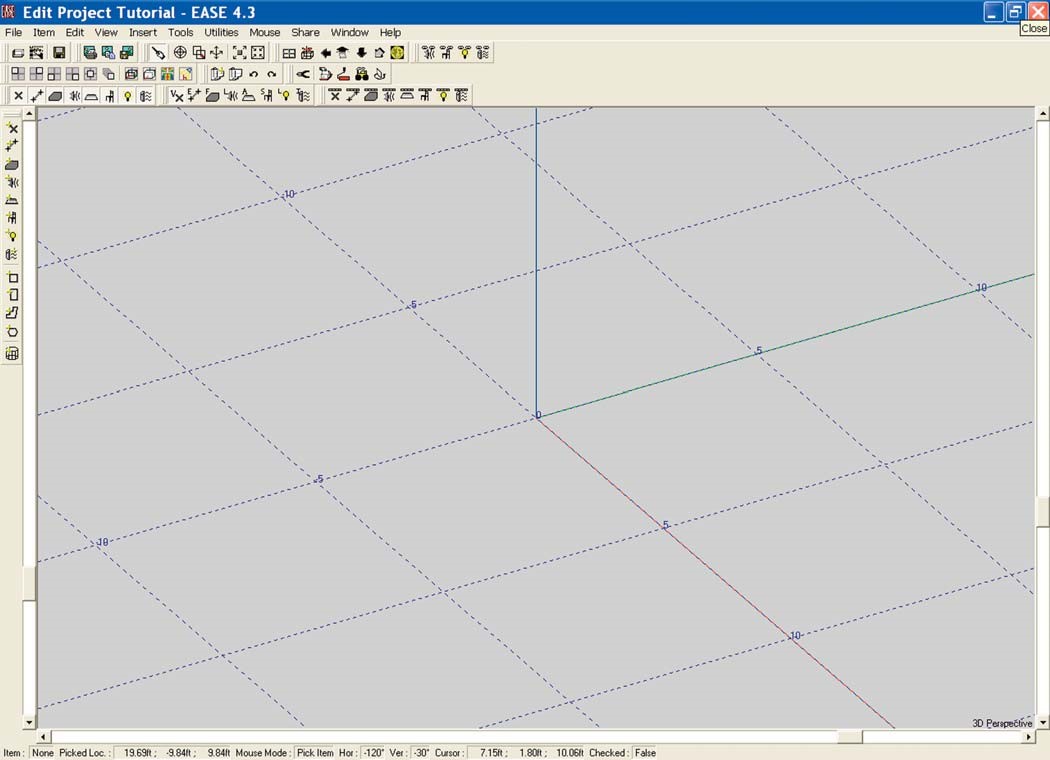 EASE Edit Project Tutorial - EASE 4.3
Close
File Item Edit View Insert Tools Utilities Mouse Share Window Help
10
5
10
5
0
5
5
10
10
3D Perspective
Item : None Picked Loc. : 19.69ft ; -9.84ft ; 9.84ft Mouse Mode : Pick Item Hor : -120° Ver : -30° Cursor : 7.15ft ; 1.80ft ; 10.06ft Checked : False